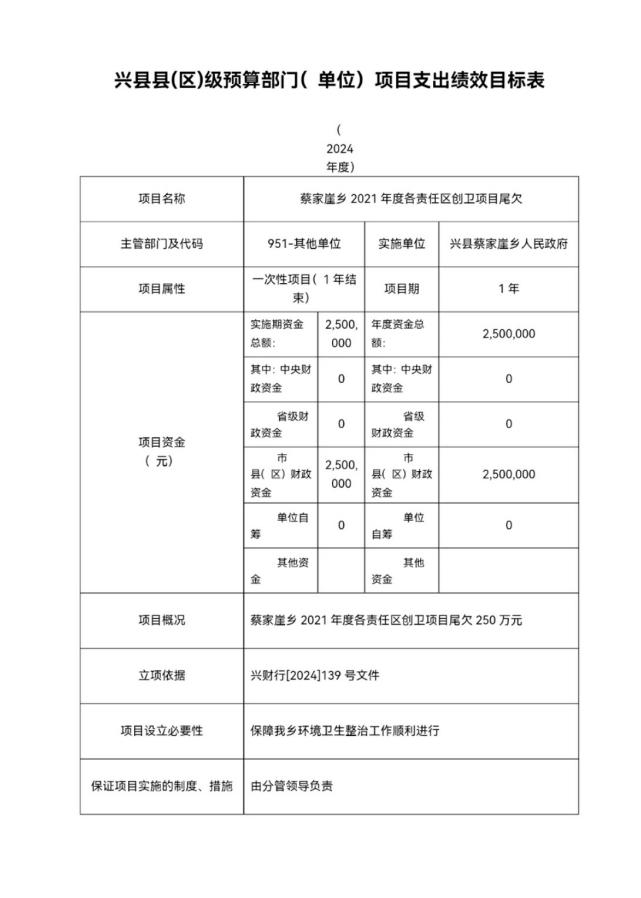 兴县县(区)级预算部门( 单位) 项目支出绩效目标表
(
2024
年度)
项目名称
蔡家崖乡 2021 年度各责任区创卫项目尾欠
主管部门及代码
951-其他单位
实施单位
兴县蔡家崖乡人民政府
项目属性
一次性项目( 1 年结
束)
项目期
1 年
项目资金
( 元)
实施期资金
总额:
2,500,
000
年度资金总
额:
2,500,000
其中: 中央财
政资金
0
其中: 中央财
政资金
0
省级财
政资金
0
省级
财政资金
0
市
县( 区) 财政
资金
2,500,
000
市
县( 区) 财政
资金
2,500,000
单位自
筹
0
单位
自筹
0
其他资
金
其他
资金
项目概况
蔡家崖乡 2021 年度各责任区创卫项目尾欠 250 万元
立项依据
兴财行[2024]139 号文件
项目设立必要性
保障我乡环境卫生整治工作顺利进行
保证项目实施的制度、措施
由分管领导负责